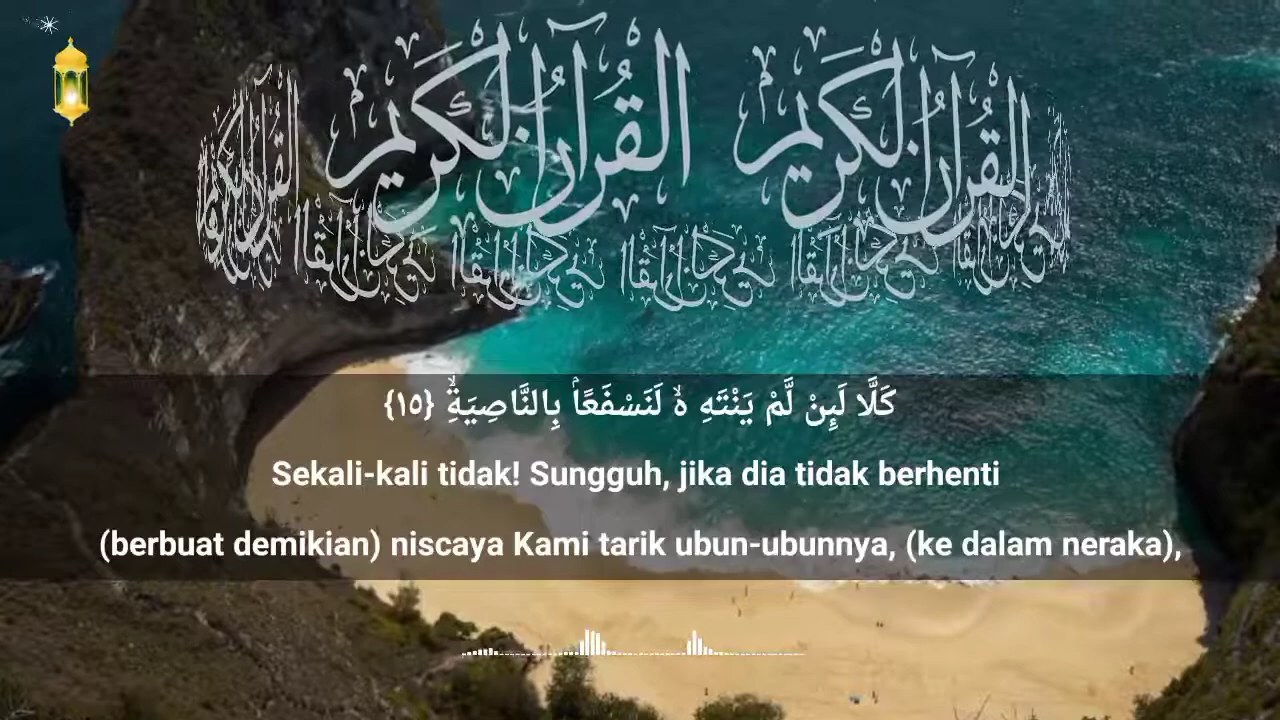 القرآن الكريم القرآن الكريم
كَلَّا لَىِٕنْ لَّمْ يَنْتَهِ ەۙ لَنَسْفَعًاۢ بِالنَّاصِيَةِۙ {١٥}
Sekali-kali tidak! Sungguh, jika dia tidak berhenti
(berbuat demikian) niscaya Kami tarik ubun-ubunnya, (ke dalam neraka),